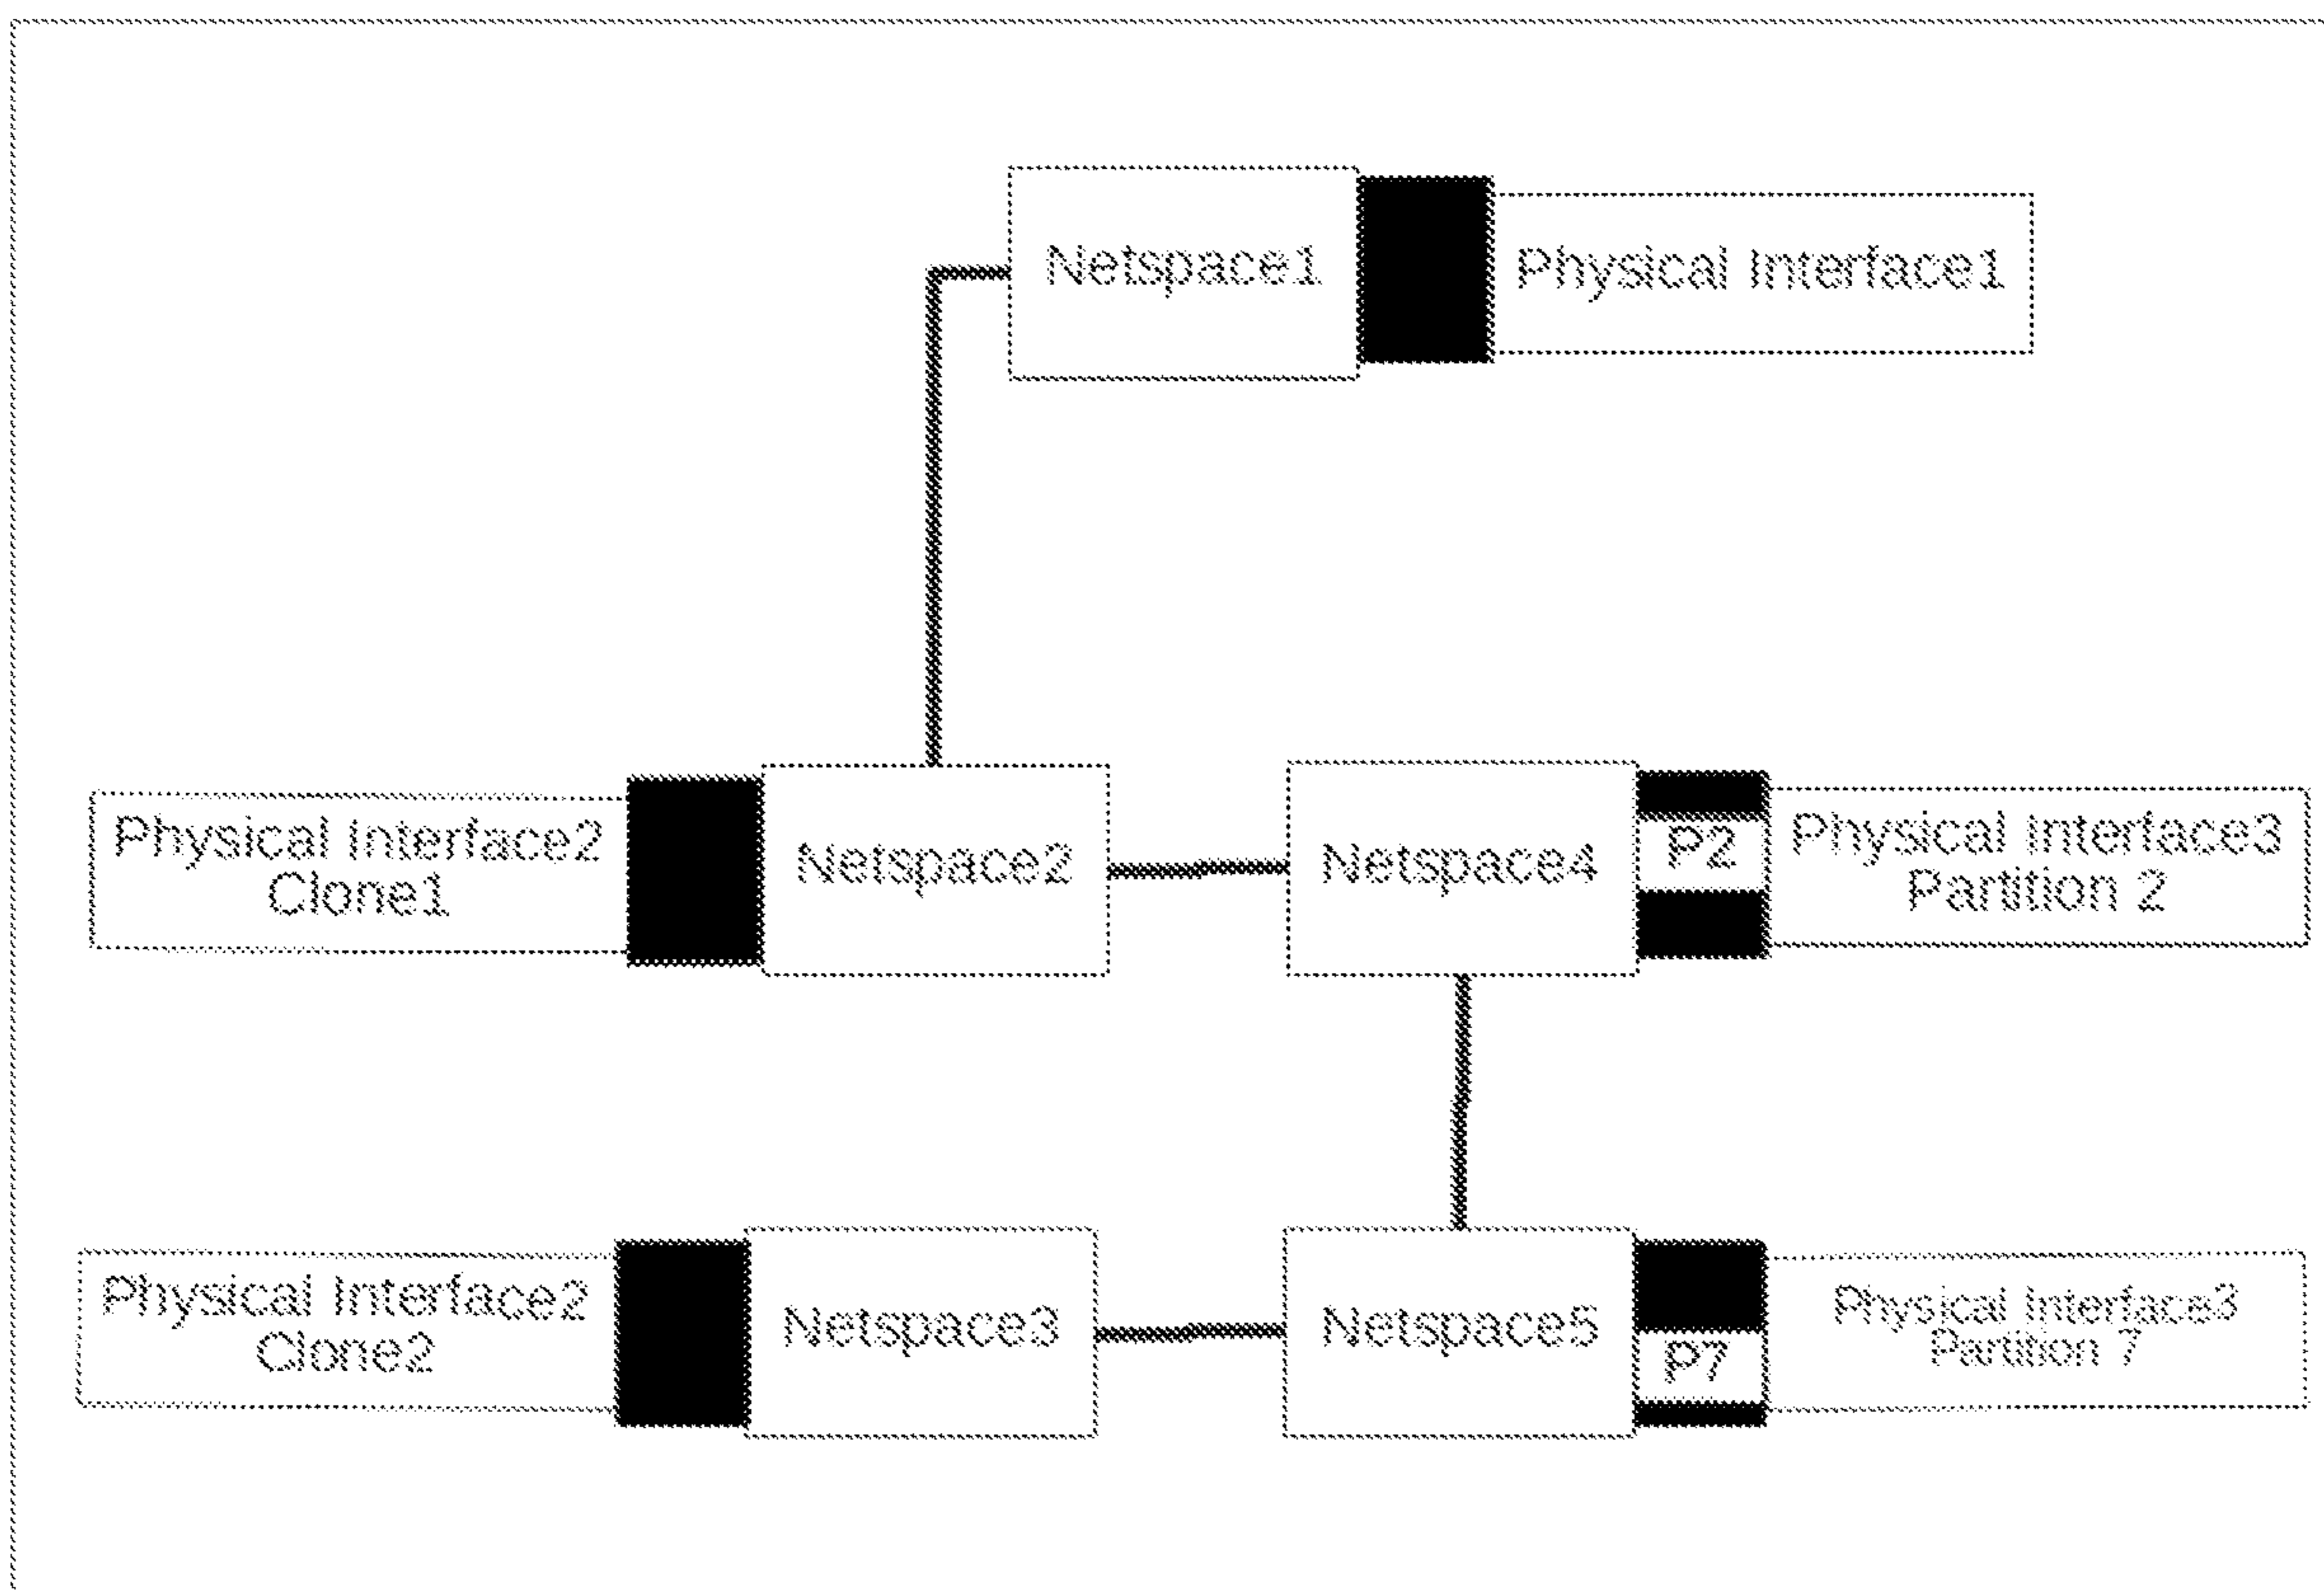 Netspace1
Physical Interface1
Physical Interface2
Clone1
Netspace2
Netspace4
P2
Physical Interface3
Partition 2
Physical Interface2
Clone2
Netspace3
Netspace5
P7
Physical Interface3
Partition 7